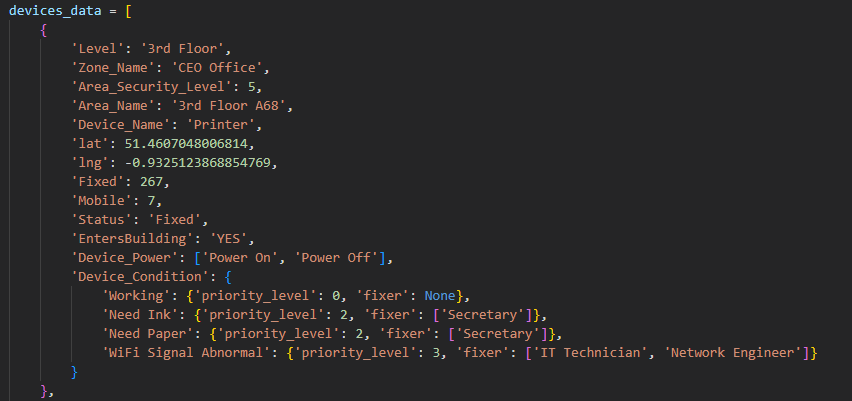 devices_data = [
    {
        'Level': '3rd Floor',
        'Zone_Name': 'CEO Office',
        'Area_Security_Level': 5,
        'Area_Name': '3rd Floor A68',
        'Device_Name': 'Printer',
        'lat': 51.4607048006814,
        'lng': -0.9325123868854769,
        'Fixed': 267,
        'Mobile': 7,
        'Status': 'Fixed',
        'EntersBuilding': 'YES',
        'Device_Power': ['Power On', 'Power Off'],
        'Device_Condition': {
            'Working': {'priority_level': 0, 'fixer': None},
            'Need Ink': {'priority_level': 2, 'fixer': ['Secretary']},
            'Need Paper': {'priority_level': 2, 'fixer': ['Secretary']},
            'WiFi Signal Abnormal': {'priority_level': 3, 'fixer': ['IT Technician', 'Network Engineer']}
        }
    },